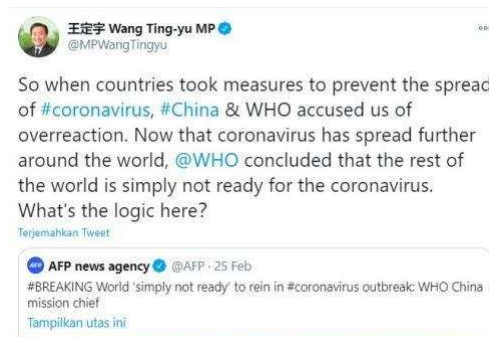 王定宇 Wang Ting-yu MP
@MPWangTingyu
So when countries took measures to prevent the spread
of #coronavirus, #China & WHO accused us of
overreaction. Now that coronavirus has spread further
around the world, @WHO concluded that the rest of
the world is simply not ready for the coronavirus.
What's the logic here?
Terjemahkan Tweet
AFP AFP news agency @AFP · 25 Feb
#BREAKING World 'simply not ready' to rein in #coronavirus outbreak: WHO China
mission chief
Tampilkan utas ini